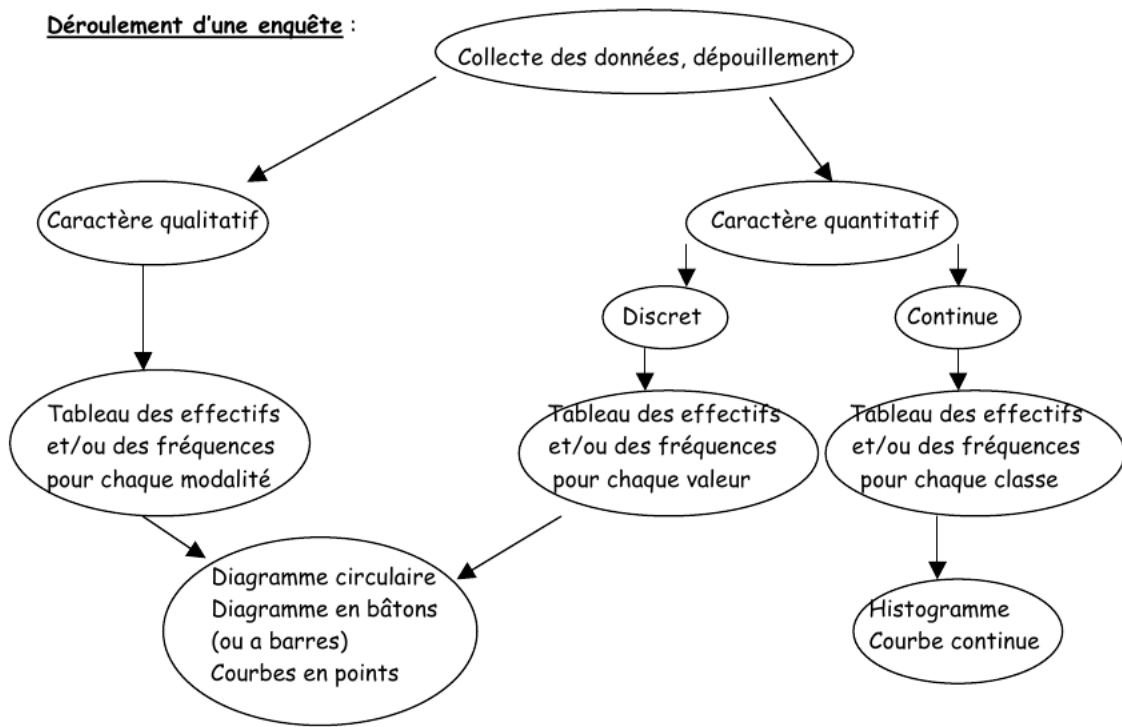 Déroulement d'une enquête :
Collecte des données, dépouillement
Caractère qualitatif
Caractère quantitatif
Discret
Continue
Tableau des effectifs
et/ou des fréquences
pour chaque modalité
Tableau des effectifs
et/ou des fréquences
pour chaque valeur
Tableau des effectifs
et/ou des fréquences
pour chaque classe
Diagramme circulaire
Diagramme en bâtons
(ou a barres)
Courbes en points
Histogramme
Courbe continue